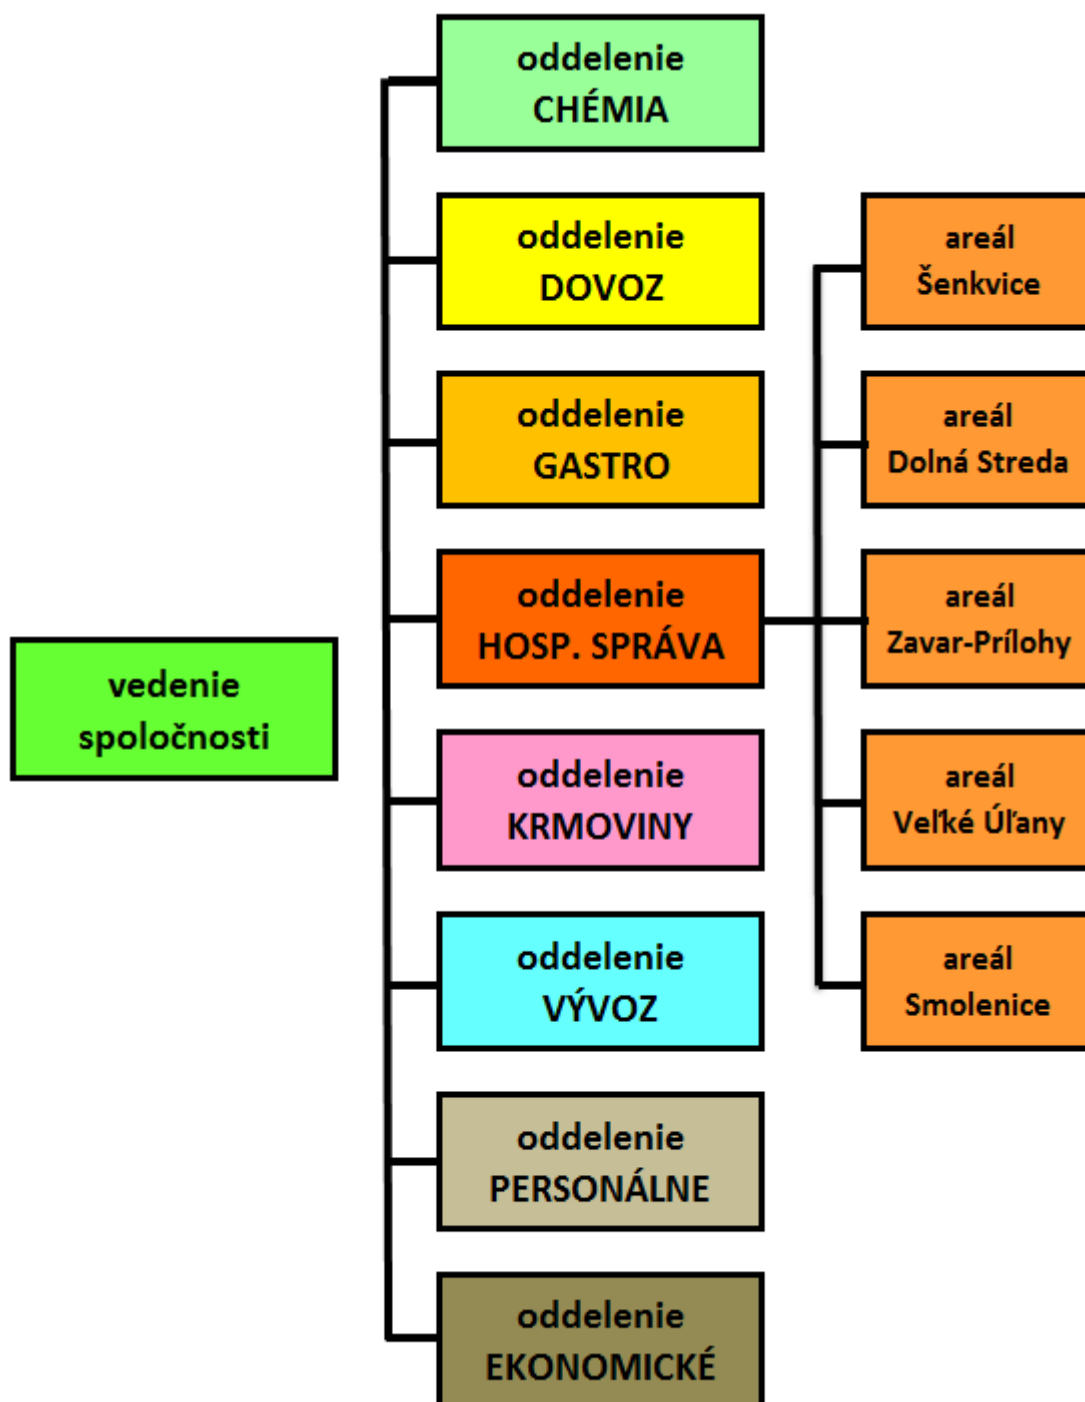 oddelenie
CHÉMIA
oddelenie
DOVOZ
oddelenie
GASTRO
oddelenie
HOSP. SPRÁVA
vedenie
spoločnosti
oddelenie
KRMOVINY
oddelenie
VÝVOZ
oddelenie
PERSONÁLNE
oddelenie
EKONOMICKÉ
areál
Šenkvice
areál
Dolná Streda
areál
Zavar-Prílohy
areál
Veľké Úľany
areál
Smolenice